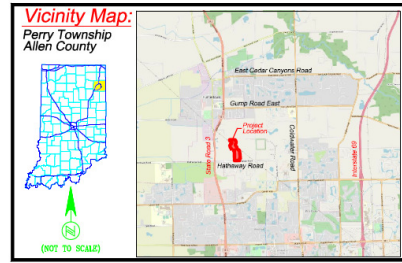 Vicinity Map:
Perry Township
Allen County
(NOT TO SCALE)
East Cedar Canyons Road
Gump Road East
Project
Location
State Road 3
Coldwater Road
Interstate 69
Hathaway Road